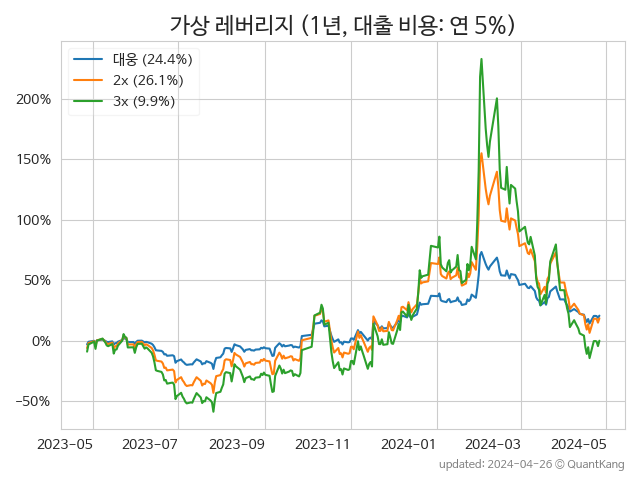 가상 레버리지 (1년, 대출 비용: 연 5%)
대웅 (24.4%)
2x (26.1%)
3x (9.9%)
200%
150%
100%
50%
0%
−50%
2023-05 2023-07 2023-09 2023-11 2024-01 2024-03 2024-05
updated: 2024-04-26 © QuantKang